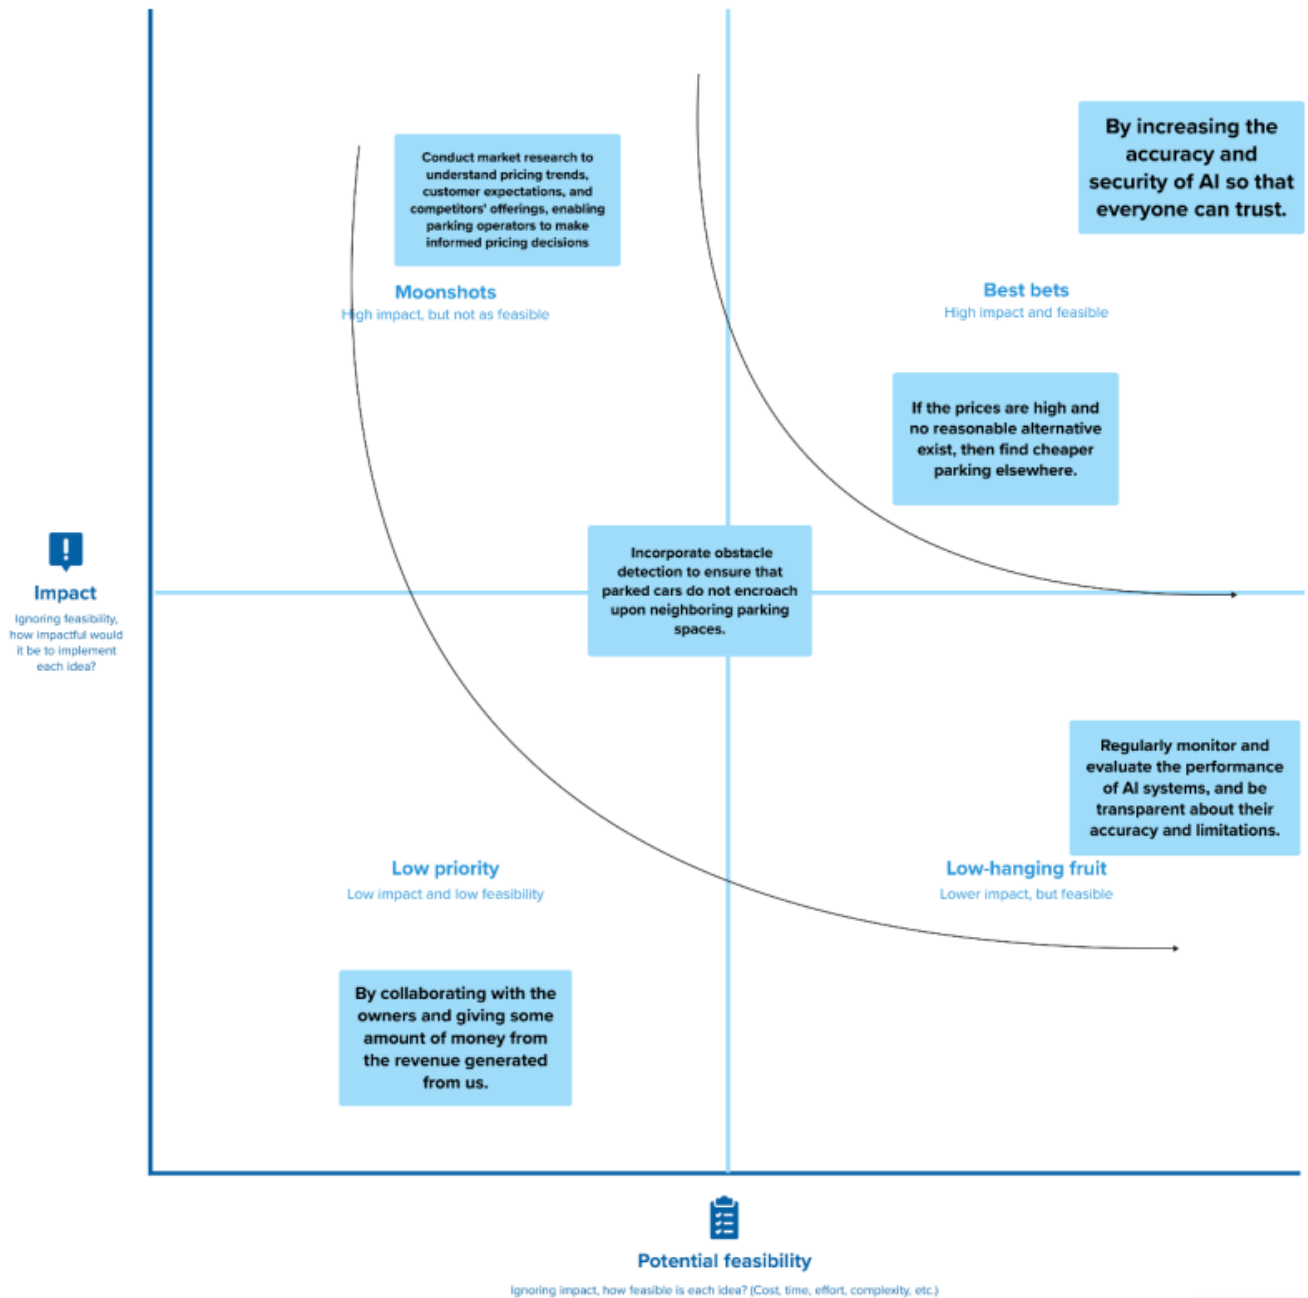 By increasing the
accuracy and
security of AI so that
everyone can trust.
Conduct market research to
understand pricing trends,
customer expectations, and
competitors' offerings, enabling
parking operators to make
informed pricing decisions
Moonshots
High impact, but not as feasible
Best bets
High impact and feasible
If the prices are high and
no reasonable alternative
exist, then find cheaper
parking elsewhere.
Incorporate obstacle
detection to ensure that
parked cars do not encroach
upon neighboring parking
spaces.
Impact
Ignoring feasibility,
how impactful would
it be to implement
each idea?
Regularly monitor and
evaluate the performance
of AI systems, and be
transparent about their
accuracy and limitations.
Low priority
Low impact and low feasibility
Low-hanging fruit
Lower impact, but feasible
By collaborating with the
owners and giving some
amount of money from
the revenue generated
from us.
Potential feasibility
Ignoring impact, how feasible is each idea? (Cost, time, effort, complexity, etc.)